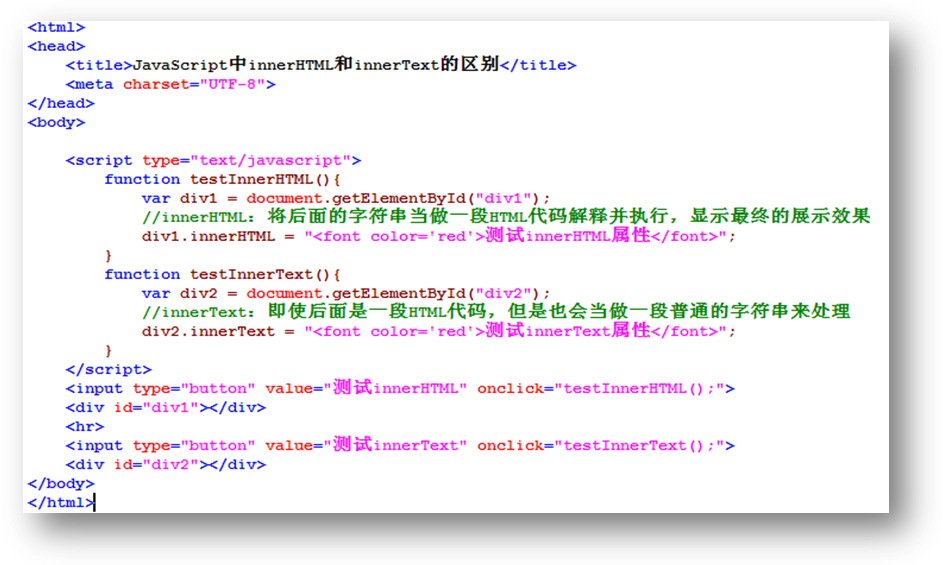 <html>
<head>
    <title>JavaScript中innerHTML和innerText的区别</title>
    <meta charset="UTF-8">
</head>
<body>

    <script type="text/javascript">
        function testInnerHTML(){
            var div1 = document.getElementById("div1");
            //innerHTML：将后面的字符串当做一段HTML代码解释并执行，显示最终的展示效果
            div1.innerHTML = "<font color='red'>测试innerHTML属性</font>";
        }
        function testInnerText(){
            var div2 = document.getElementById("div2");
            //innerText：即使后面是一段HTML代码，但是也会当做一段普通的字符串来处理
            div2.innerText = "<font color='red'>测试innerText属性</font>";
        }
    </script>
    <input type="button" value="测试innerHTML" onclick="testInnerHTML();">
    <div id="div1"></div>
    <hr>
    <input type="button" value="测试innerText" onclick="testInnerText();">
    <div id="div2"></div>
</body>
</html>